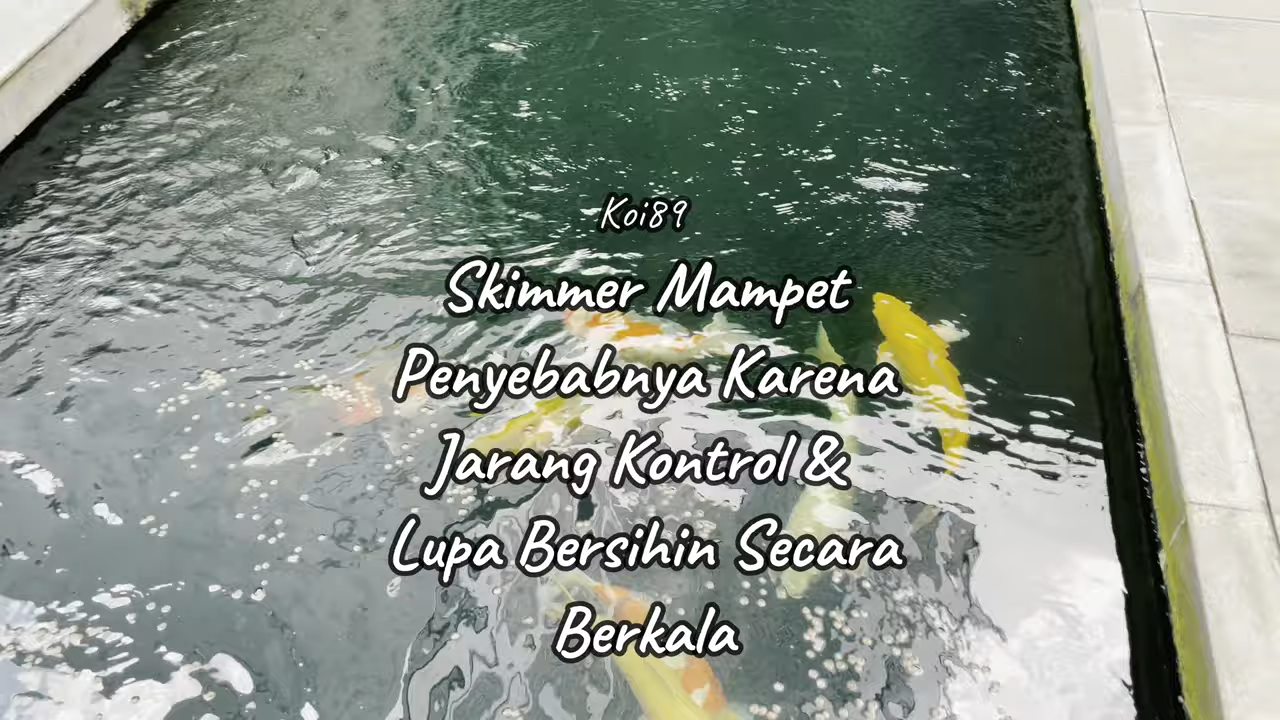 Koi89
Skimmer Mampet
Penyebabnya Karena
Jarang Kontrol &
Lupa Bersihin Secara
Berkala